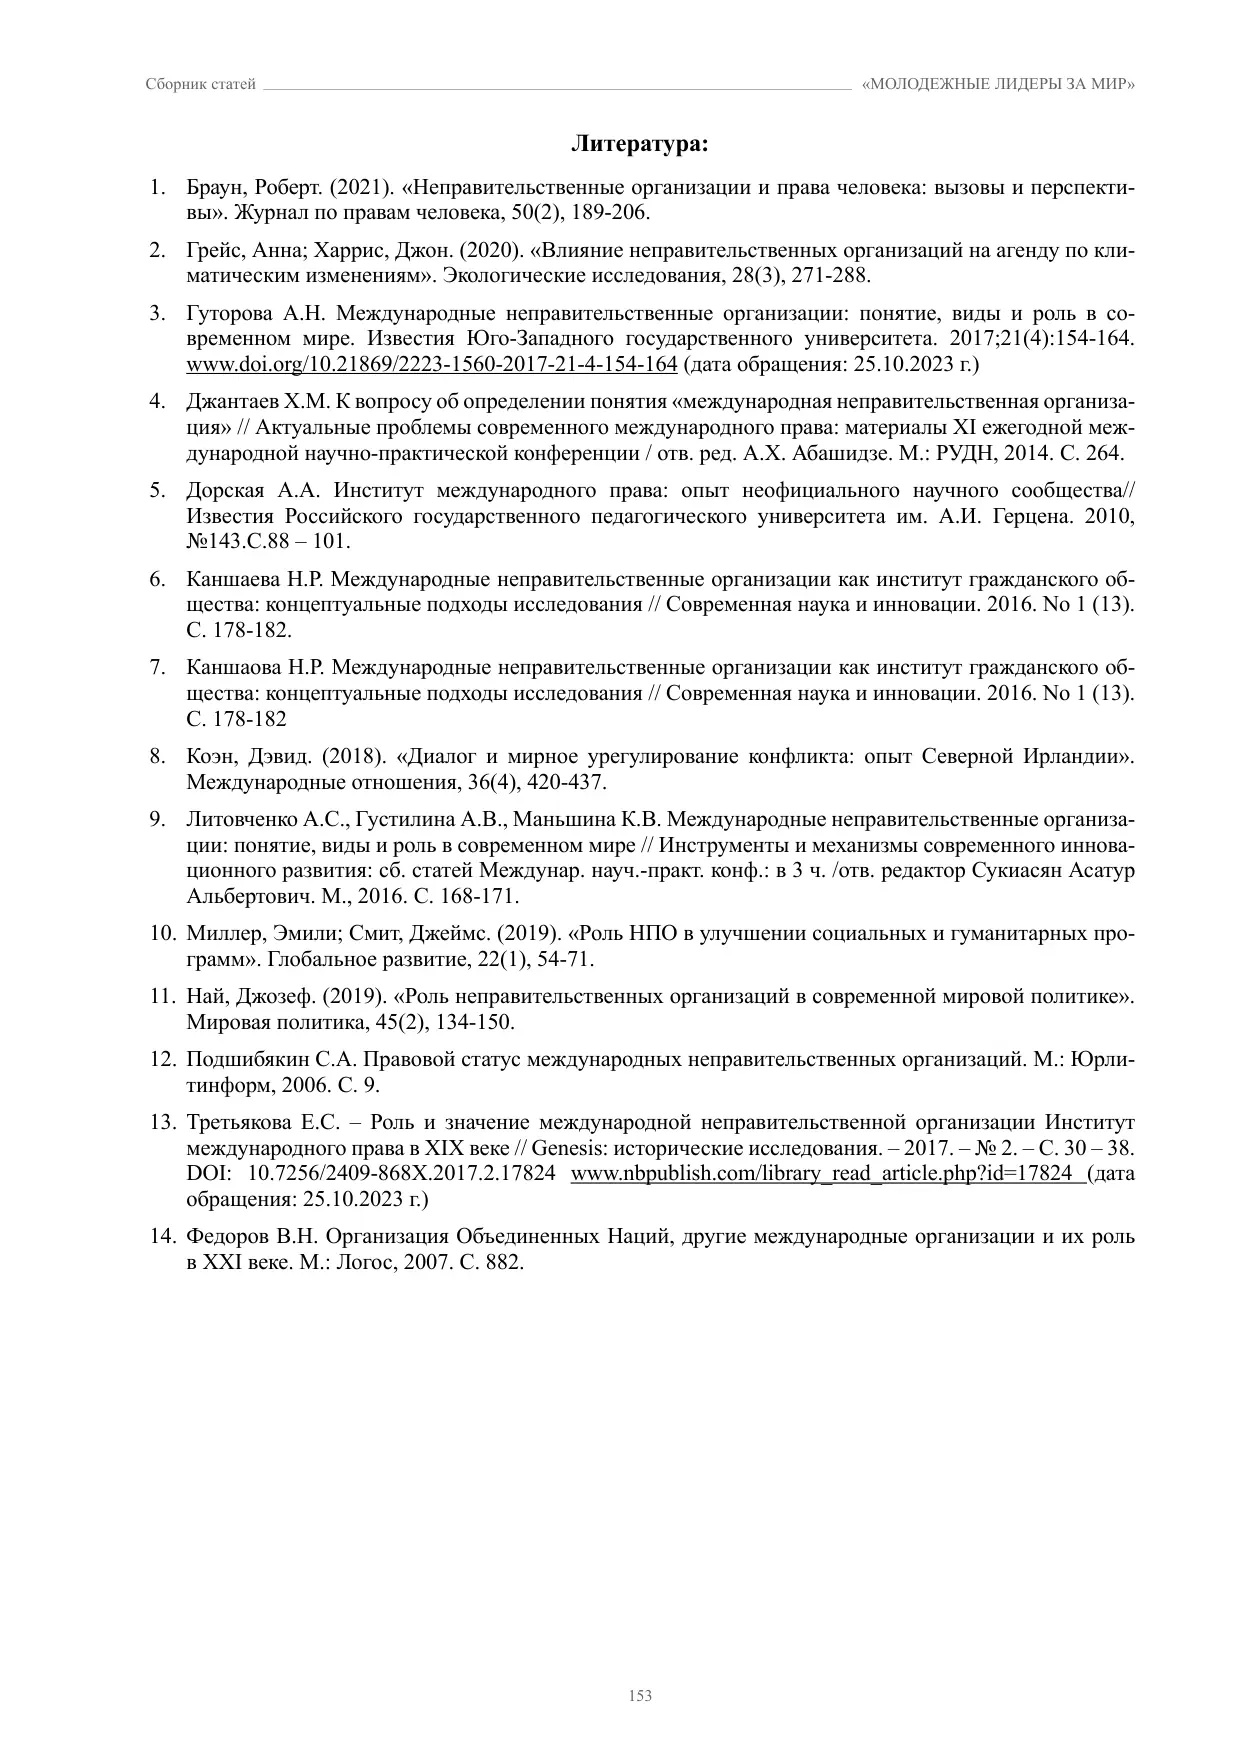 Сборник статей «МОЛОДЕЖНЫЕ ЛИДЕРЫ ЗА МИР»
Литература:
1. Браун, Роберт. (2021). «Неправительственные организации и права человека: вызовы и перспекти-
вы». Журнал по правам человека, 50(2), 189-206.
2. Грейс, Анна; Харрис, Джон. (2020). «Влияние неправительственных организаций на агенду по кли-
матическим изменениям». Экологические исследования, 28(3), 271-288.
3. Гуторова А.Н. Международные неправительственные организации: понятие, виды и роль в со-
временном мире. Известия Юго-Западного государственного университета. 2017;21(4):154-164.
www.doi.org/10.21869/2223-1560-2017-21-4-154-164 (дата обращения: 25.10.2023 г.)
4. Джантаев Х.М. К вопросу об определении понятия «международная неправительственная организа-
ция» // Актуальные проблемы современного международного права: материалы XI ежегодной меж-
дународной научно-практической конференции / отв. ред. А.Х. Абашидзе. М.: РУДН, 2014. С. 264.
5. Дорская А.А. Институт международного права: опыт неофициального научного сообщества//
Известия Российского государственного педагогического университета им. А.И. Герцена. 2010,
№143.С.88 – 101.
6. Каншаева Н.Р. Международные неправительственные организации как институт гражданского об-
щества: концептуальные подходы исследования // Современная наука и инновации. 2016. No 1 (13).
С. 178-182.
7. Каншаова Н.Р. Международные неправительственные организации как институт гражданского об-
щества: концептуальные подходы исследования // Современная наука и инновации. 2016. No 1 (13).
С. 178-182
8. Коэн, Дэвид. (2018). «Диалог и мирное урегулирование конфликта: опыт Северной Ирландии».
Международные отношения, 36(4), 420-437.
9. Литовченко А.С., Густилина А.В., Маньшина К.В. Международные неправительственные организа-
ции: понятие, виды и роль в современном мире // Инструменты и механизмы современного иннова-
ционного развития: сб. статей Междунар. науч.-практ. конф.: в 3 ч. /отв. редактор Сукиасян Асатур
Альбертович. М., 2016. С. 168-171.
10. Миллер, Эмили; Смит, Джеймс. (2019). «Роль НПО в улучшении социальных и гуманитарных про-
грамм». Глобальное развитие, 22(1), 54-71.
11. Най, Джозеф. (2019). «Роль неправительственных организаций в современной мировой политике».
Мировая политика, 45(2), 134-150.
12. Подшибякин С.А. Правовой статус международных неправительственных организаций. М.: Юрли-
тинформ, 2006. С. 9.
13. Третьякова Е.С. – Роль и значение международной неправительственной организации Институт
международного права в XIX веке // Genesis: исторические исследования. – 2017. – № 2. – С. 30 – 38.
DOI: 10.7256/2409-868X.2017.2.17824 www.nbpublish.com/library_read_article.php?id=17824 (дата
обращения: 25.10.2023 г.)
14. Федоров В.Н. Организация Объединенных Наций, другие международные организации и их роль
в XXI веке. М.: Логос, 2007. С. 882.
153